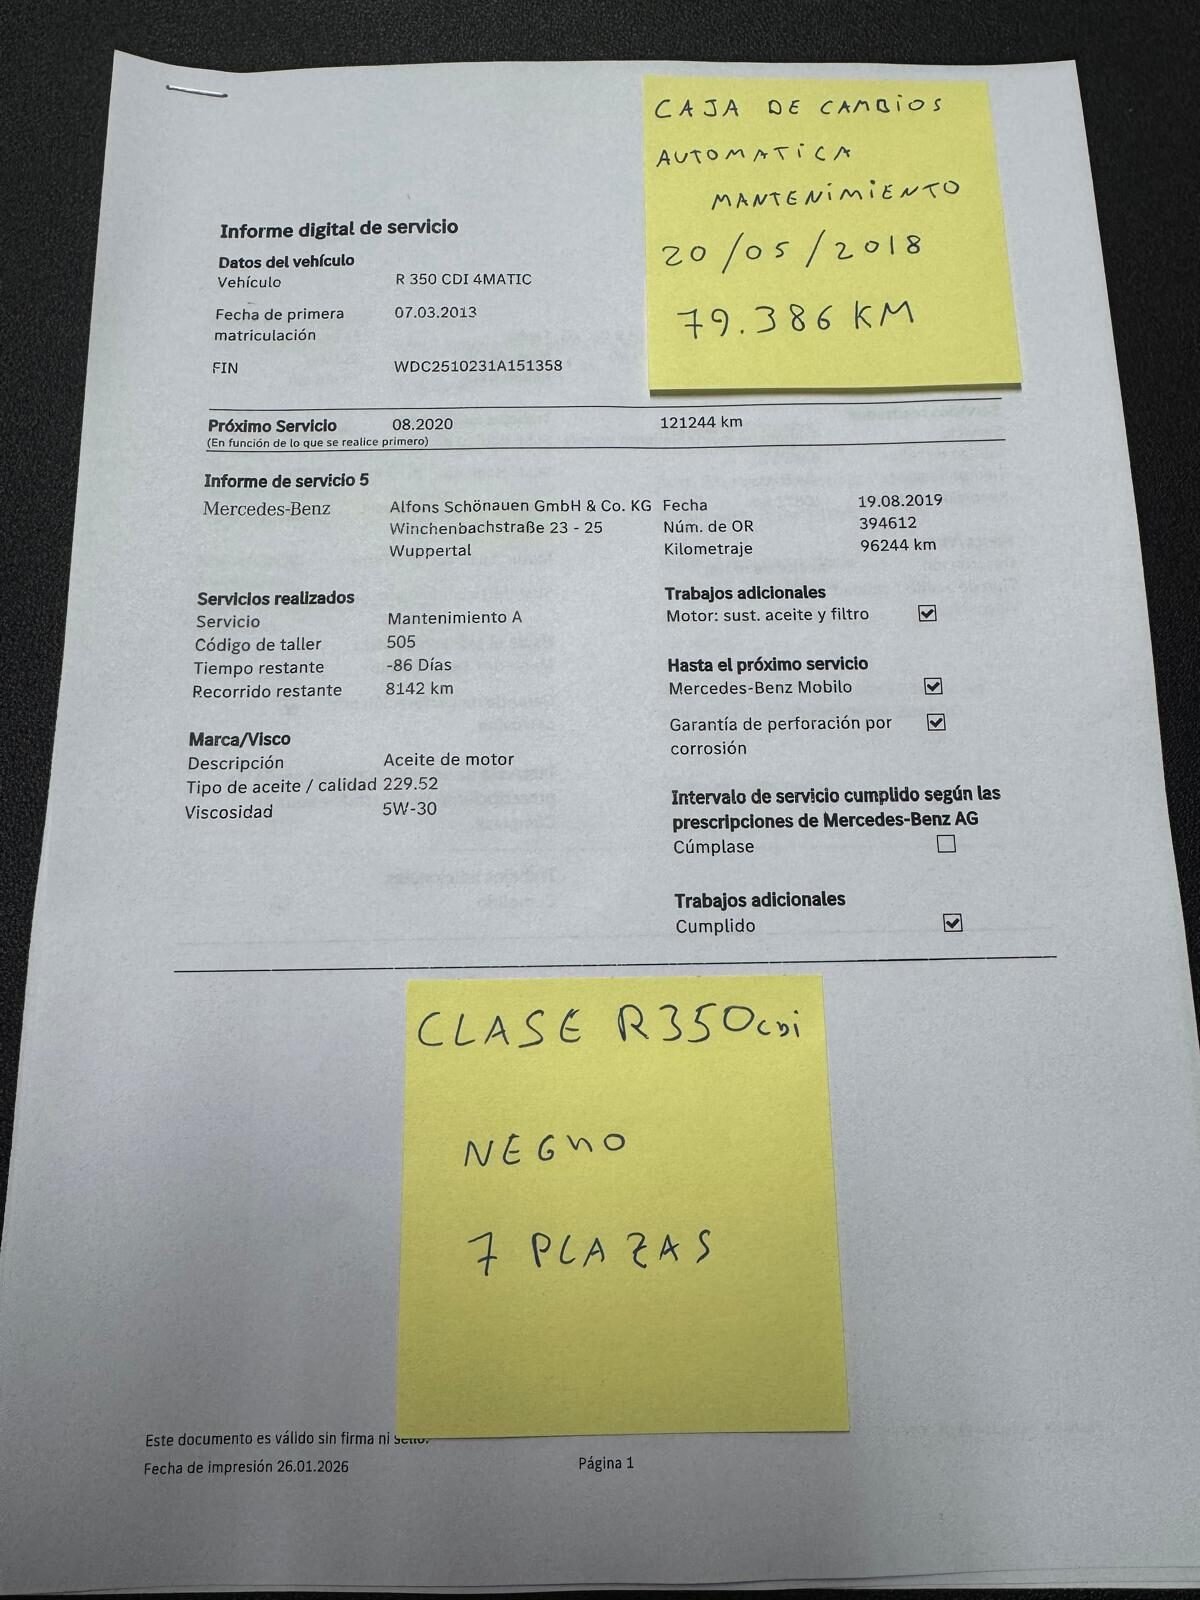 CAJA DE CAMBIOS
AUTOMATICA
MANTENIMIENTO
20/05/2018
79.386 KM
Informe digital de servicio
Datos del vehículo
Vehículo R 350 CDI 4MATIC
Fecha de primera matriculación 07.03.2013
FIN WDC2510231A151358
Próximo Servicio 08.2020 121244 km
(En función de lo que se realice primero)
Informe de servicio 5
Mercedes-Benz Alfons Schönauen GmbH & Co. KG
Winchenbachstraße 23 - 25
Wuppertal
Fecha 19.08.2019
Núm. de OR 394612
Kilometraje 96244 km
Servicios realizados
Servicio Mantenimiento A
Código de taller 505
Tiempo restante -86 Días
Recorrido restante 8142 km
Marca/Visco
Descripción Aceite de motor
Tipo de aceite / calidad 229.52
Viscosidad 5W-30
Trabajos adicionales
Motor: sust. aceite y filtro
Hasta el próximo servicio
Mercedes-Benz Mobilo
Garantía de perforación por
corrosión
Intervalo de servicio cumplido según las
prescripciones de Mercedes-Benz AG
Cúmplase
Trabajos adicionales
Cumplido
CLASE R350CDI
NEGRO
7 PLAZAS
Este documento es válido sin firma ni sello.
Fecha de impresión 26.01.2026
Página 1